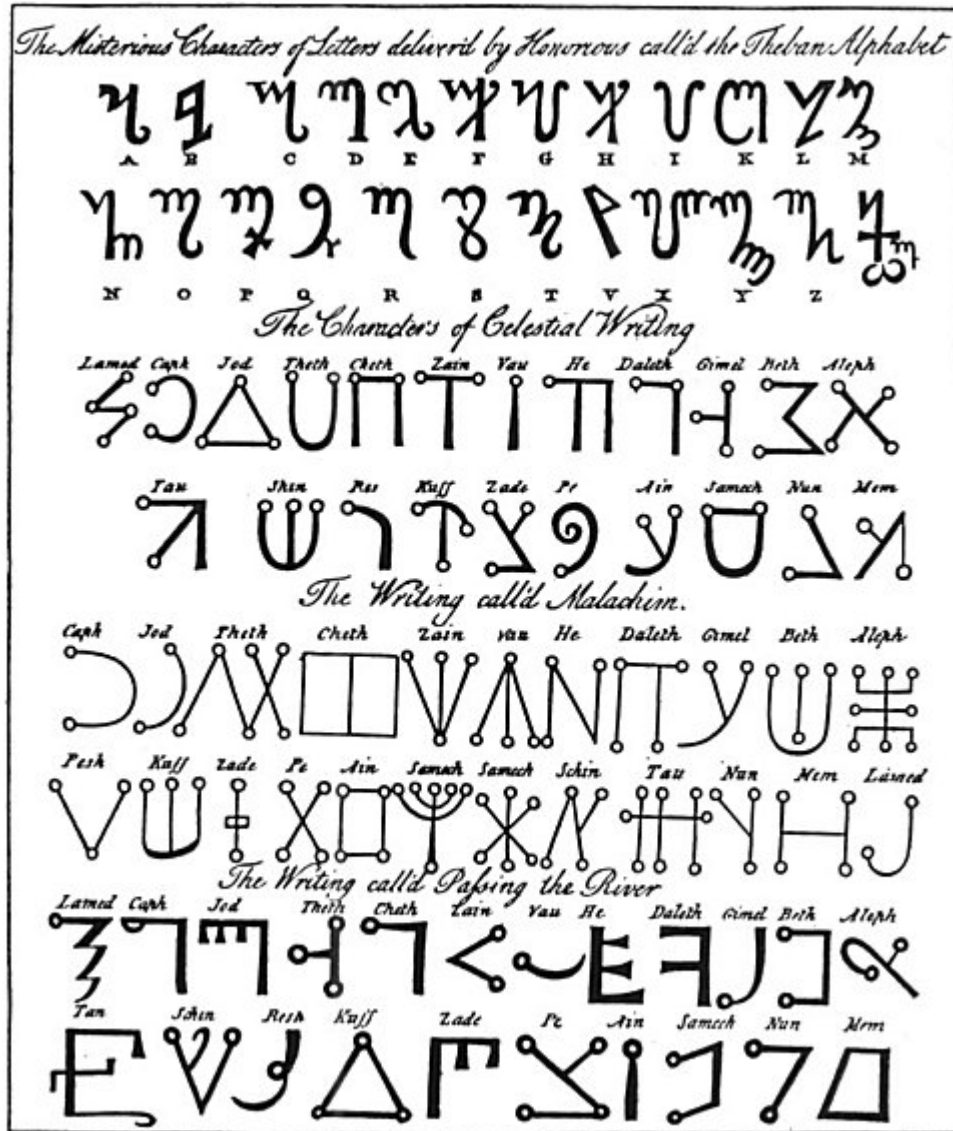 The Misterious Characters of Letters deliver'd by Honorious call'd the Theban Alphabet
A B C D E F G H I K L M
N O P Q R S T V X Y Z
The Characters of Celestial Writing
Lamed Caph Jod Theth Cheth Zain Vau He Daleth Gimel Beth Aleph
Tau Shin Res Kuff Zade Pe Ain Samech Nun Mem
The Writing call'd Malachim.
Caph Jod Theth Cheth Zain Vau He Daleth Gimel Beth Aleph
Resh Kuff Zade Pe Ain Samech Samech Schin Tau Nun Mem Lamed
The Writing call'd Paſsing the River
Lamed Caph Jod Theth Cheth Zain Vau He Daleth Gimel Beth Aleph
Tau Schin Resh Kuff Zade Pe Ain Samech Nun Mem